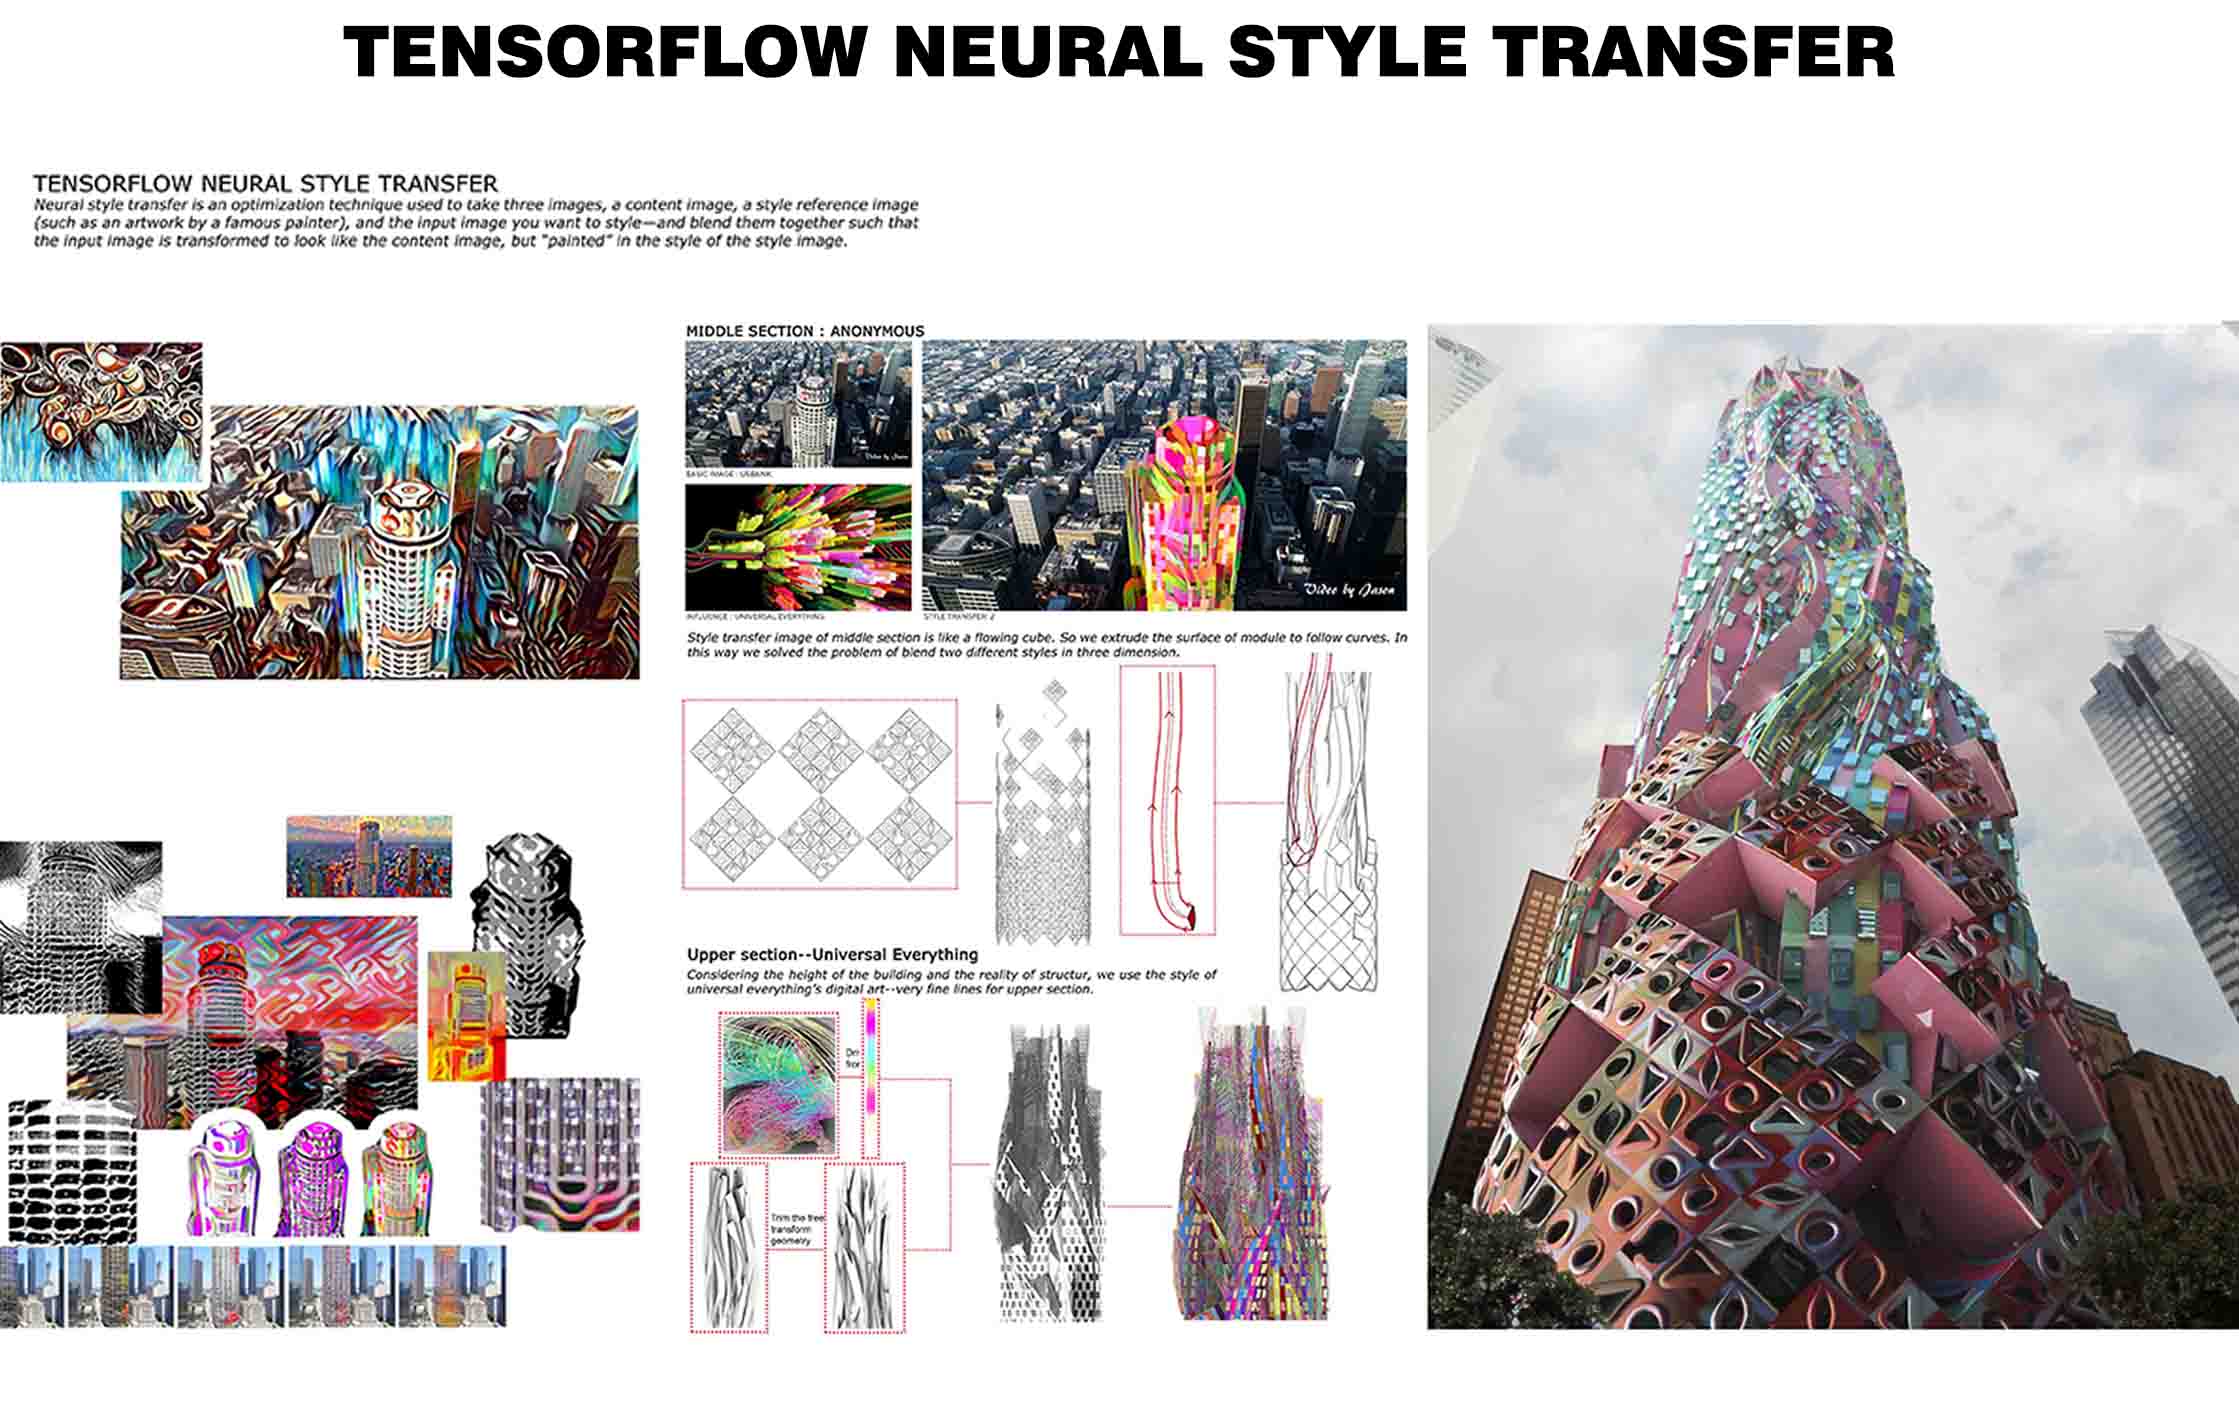 TENSORFLOW NEURAL STYLE TRANSFER
TENSORFLOW NEURAL STYLE TRANSFER
Neural style transfer is an optimization technique used to take three images, a content image, a style reference image
(such as an artwork by a famous painter), and the input image you want to style—and blend them together such that
the input image is transformed to look like the content image, but "painted" in the style of the style image.
MIDDLE SECTION : ANONYMOUS
Video by Jason
BASIC IMAGE : USBANK
Video by Jason
INFLUENCE : UNIVERSAL EVERYTHING
STYLE TRANSFER 2
Style transfer image of middle section is like a flowing cube. So we extrude the surface of module to follow curves. In
this way we solved the problem of blend two different styles in three dimension.
Upper section--Universal Everything
Considering the height of the building and the reality of structur, we use the style of
universal everything's digital art--very fine lines for upper section.
Trim the tree
transform
geometry